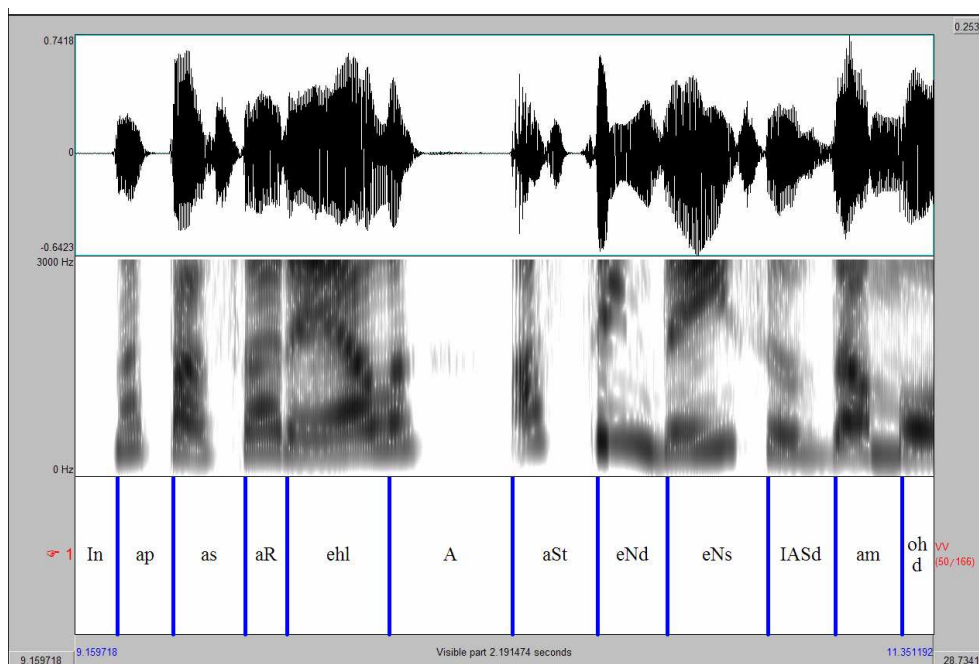 0.7418
0.253
0
-0.6423
3000 Hz
0 Hz
1
In ap as aR ehl A aSt eNd eNs IASd am oh
d
VV
(50/166)
9.159718 9.159718 Visible part 2.191474 seconds 11.351192 28.7341